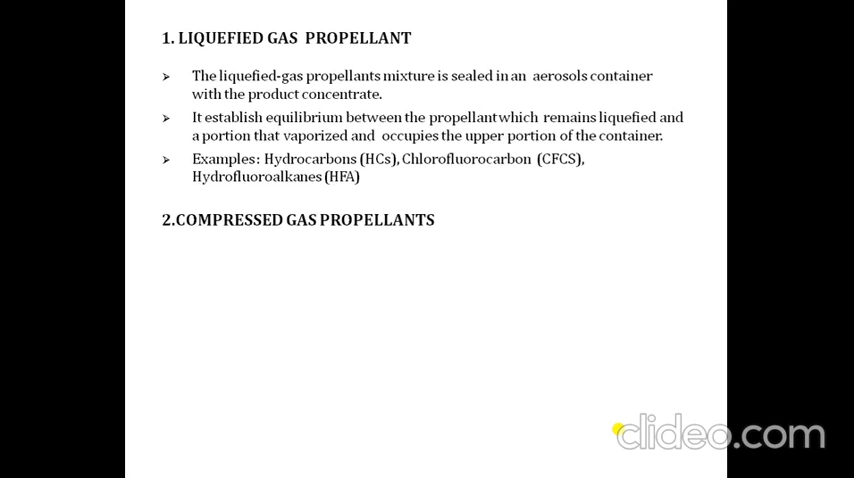 1. LIQUEFIED GAS PROPELLANT
➢ The liquefied-gas propellants mixture is sealed in an aerosols container
with the product concentrate.
➢ It establish equilibrium between the propellant which remains liquefied and
a portion that vaporized and occupies the upper portion of the container.
➢ Examples: Hydrocarbons (HCs), Chlorofluorocarbon (CFCS),
Hydrofluoroalkanes (HFA)
2.COMPRESSED GAS PROPELLANTS
clideo.com